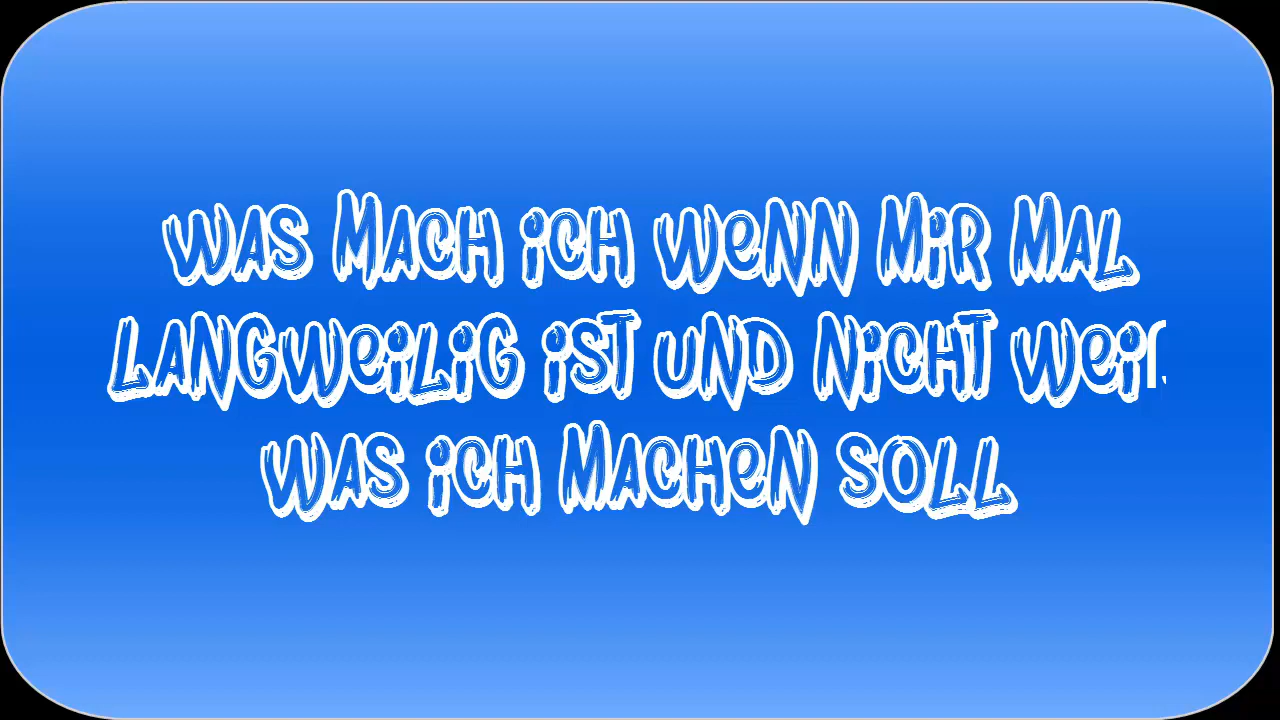 WAS MACH iCH WeNN MiR MAL
LANGWeiLiG iST UND NiCHT
WAS iCH MACHeN SOLL